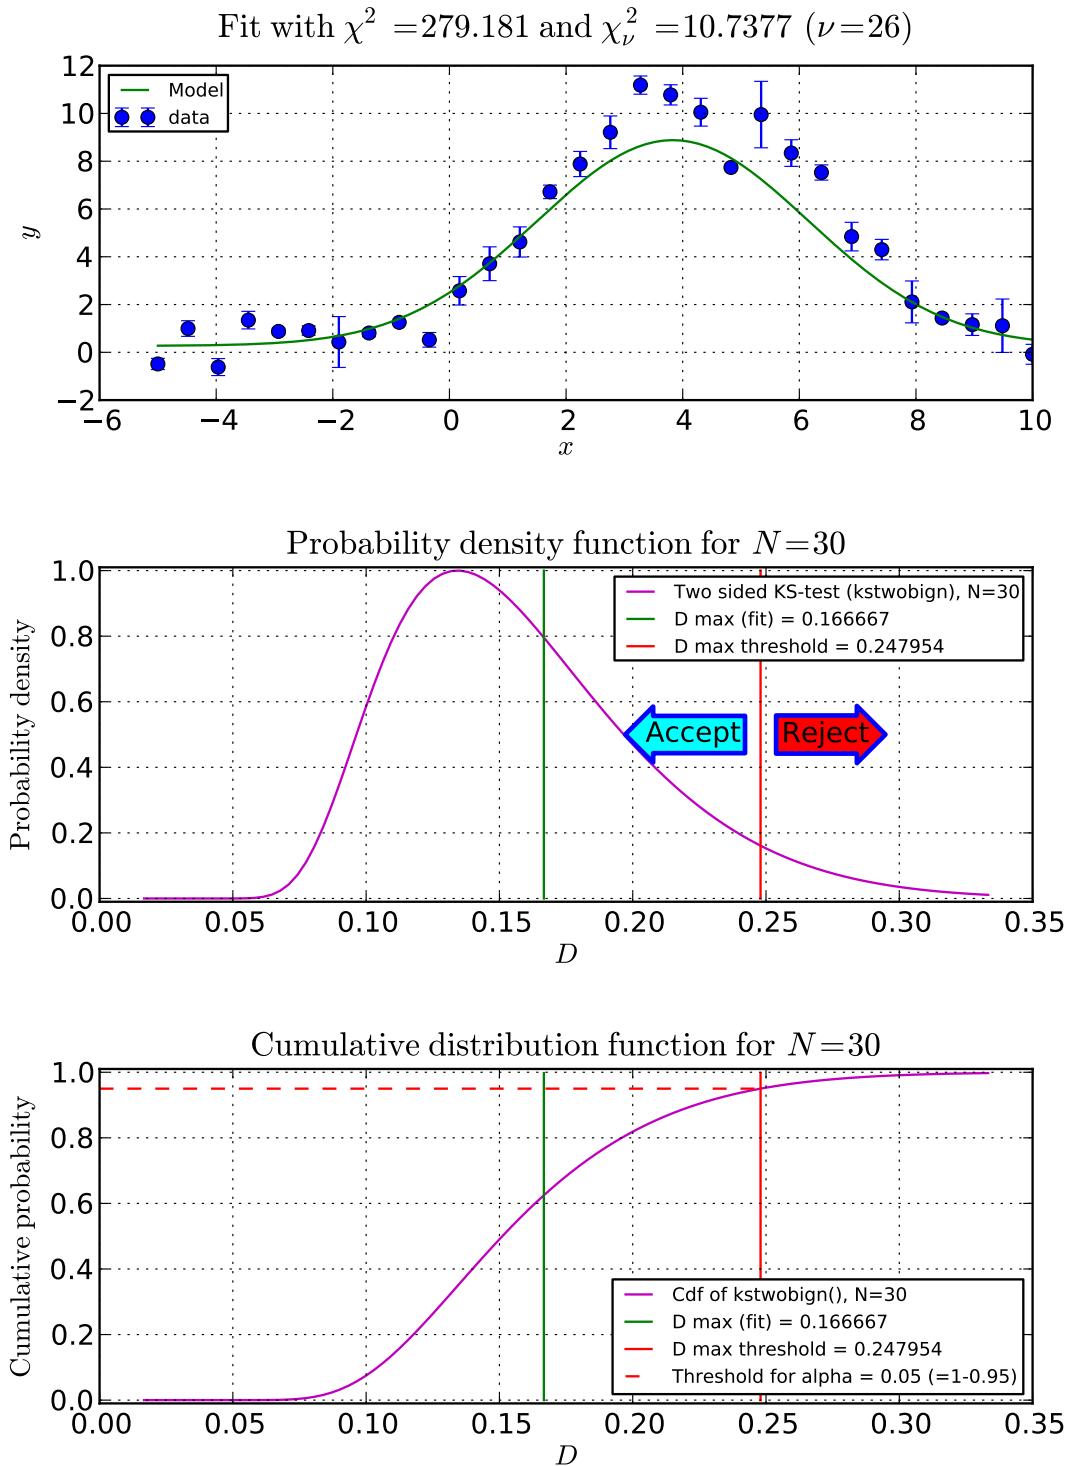 Fit with χ² =279.181 and χ²ᵥ =10.7377 (ν=26)
12
10
8
6
4
2
0
−2
y
Model
data
−6 −4 −2 0 2 4 6 8 10
x
Probability density function for N=30
1.0
0.8
0.6
0.4
0.2
0.0
Probability density
Two sided KS-test (kstwobign), N=30
D max (fit) = 0.166667
D max threshold = 0.247954
Accept
Reject
0.00 0.05 0.10 0.15 0.20 0.25 0.30 0.35
D
Cumulative distribution function for N=30
1.0
0.8
0.6
0.4
0.2
0.0
Cumulative probability
Cdf of kstwobign(), N=30
D max (fit) = 0.166667
D max threshold = 0.247954
Threshold for alpha = 0.05 (=1-0.95)
0.00 0.05 0.10 0.15 0.20 0.25 0.30 0.35
D